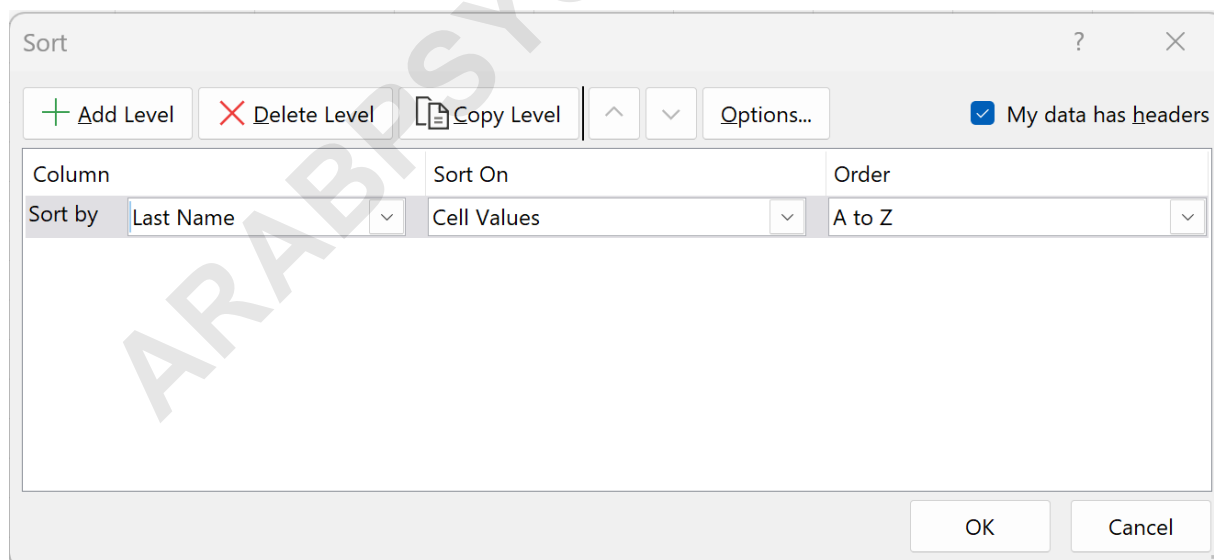 Sort ?
Add Level Delete Level Copy Level Options... My data has headers
Column Sort On Order
Sort by Last Name Cell Values A to Z
OK Cancel
ARABPSY